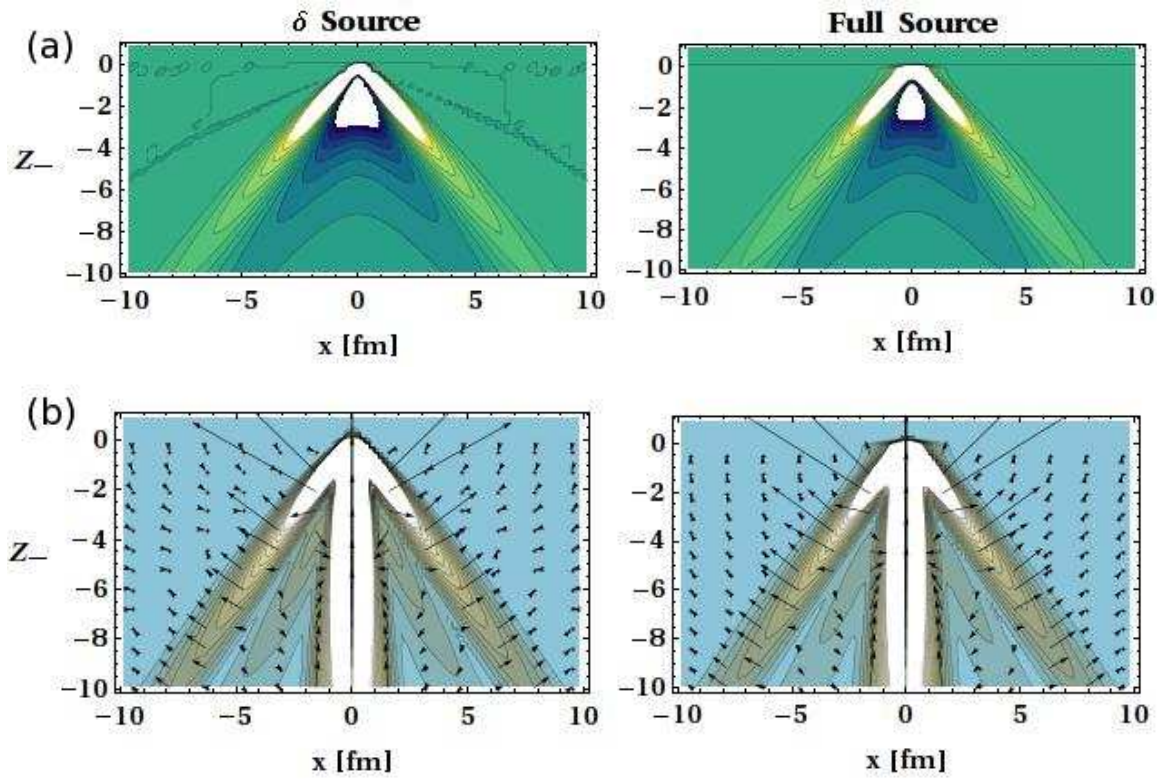 δ Source Full Source
(a)
0 0
−2 −2
−4 −4
Z− 
−6 −6
−8 −8
−10 −10
−10 −5 0 5 10 −10 −5 0 5 10
x [fm] x [fm]
(b)
0 0
−2 −2
−4 −4
Z−
−6 −6
−8 −8
−10 −10
−10 −5 0 5 10 −10 −5 0 5 10
x [fm] x [fm]